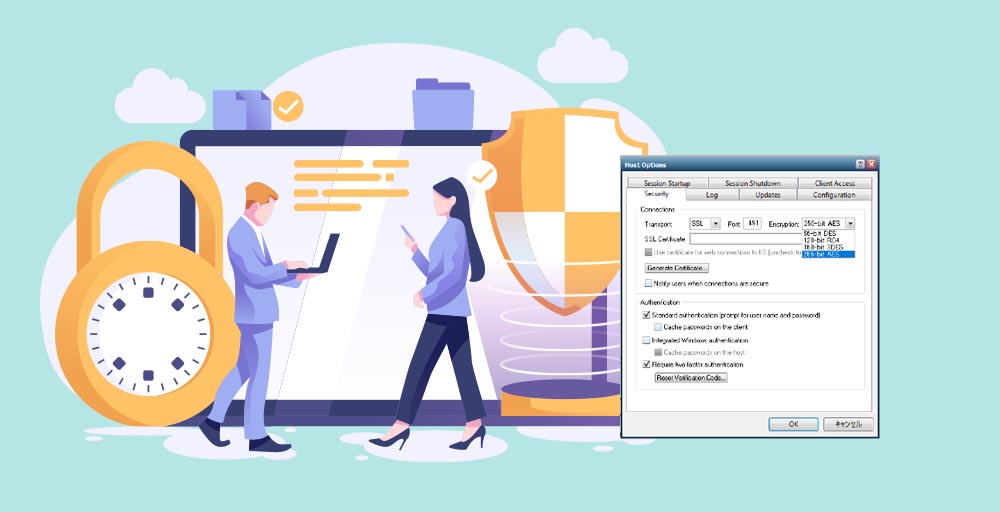 Host Options
Session Startup Session Shutdown Client Access
Security Log Updates Configuration
Connections
Transport: SSL Port 491 Encryption: 256-bit AES
56-bit DES
128-bit RC4
168-bit 3DES
256-bit AES
SSL Certificate:
Use certificate for web connections to IIS (uncheck to
Generate Certificate...
Notify users when connections are secure
Authentication
Standard authentication (prompt for user name and password)
Cache passwords on the client
Integrated Windows authentication
Cache passwords on the host
Require two-factor authentication
Reset Verification Code...
OK キャンセル